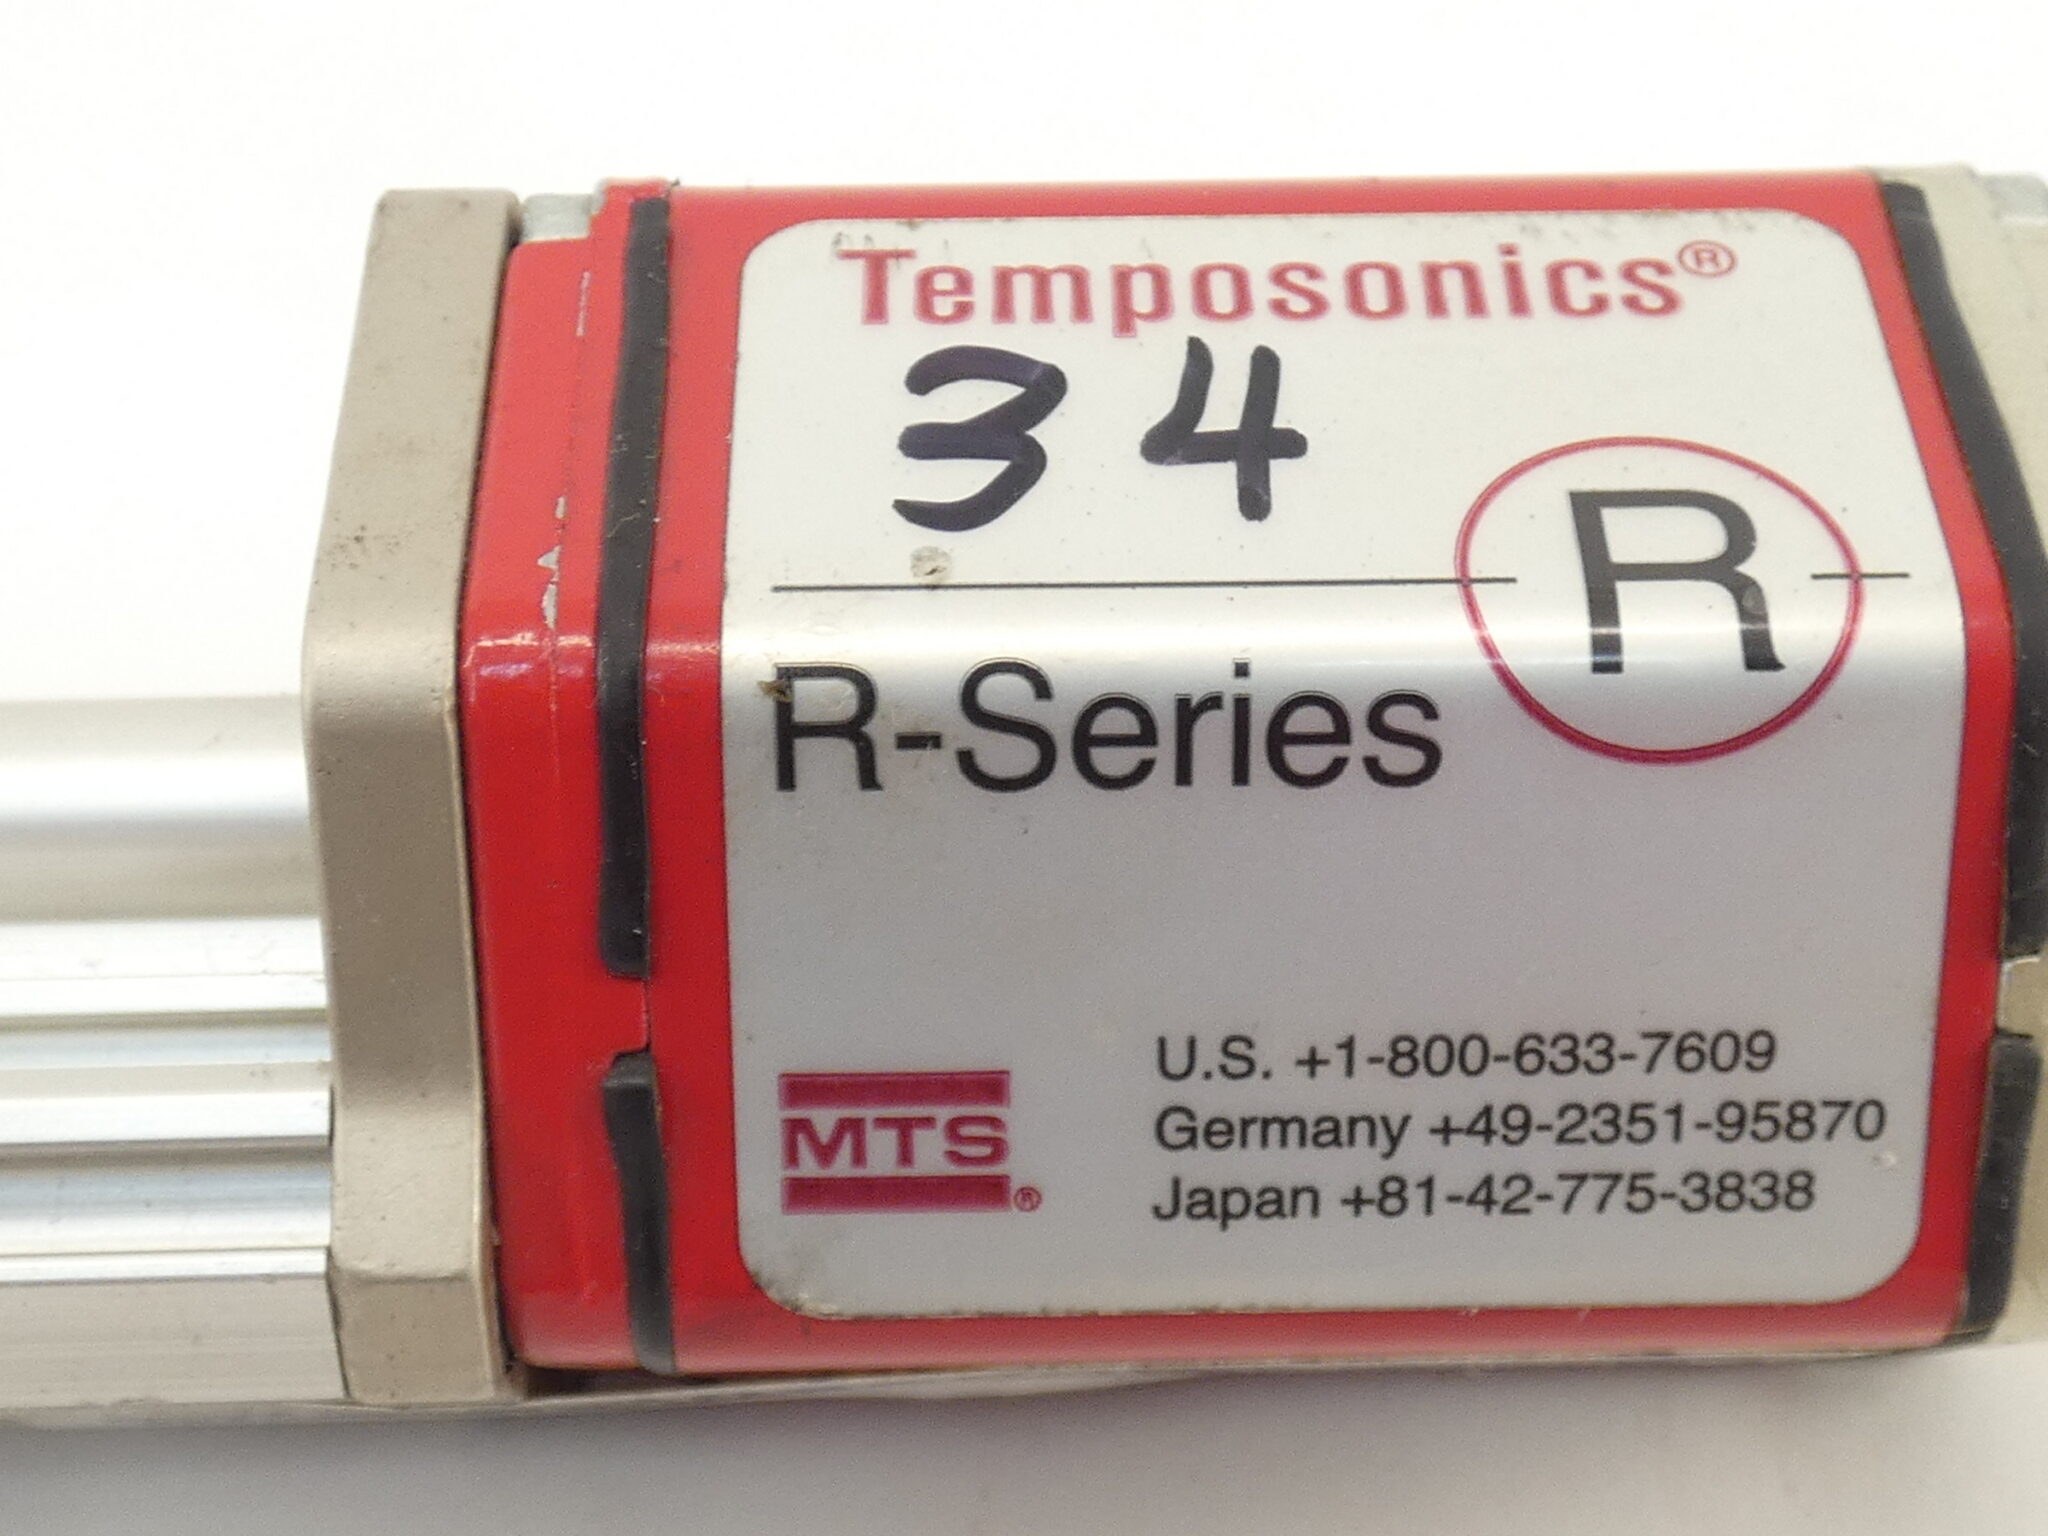 Temposonics®
34
R
R-Series
MTS®
U.S. +1-800-633-7609
Germany +49-2351-95870
Japan +81-42-775-3838